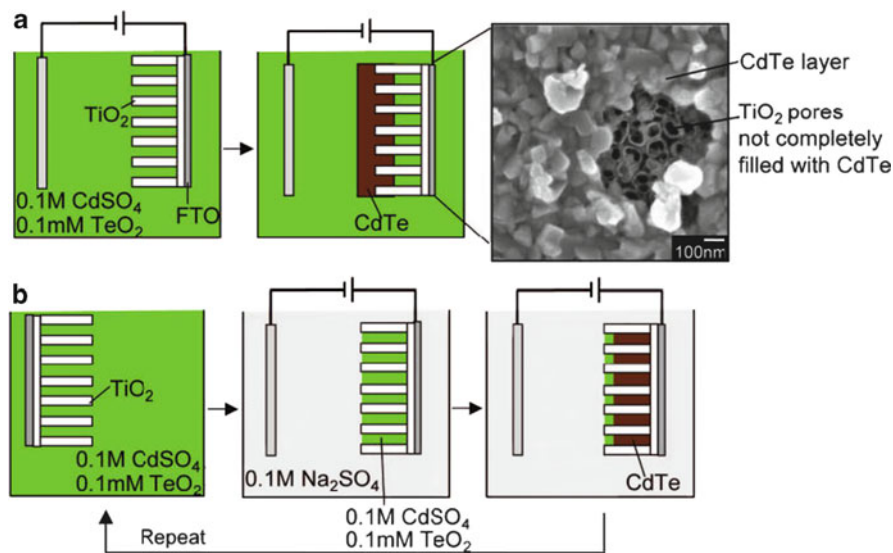 a
TiO₂
0.1M CdSO₄
0.1mM TeO₂
FTO
CdTe
CdTe layer
TiO₂ pores
not completely
filled with CdTe
100nm
b
TiO₂
0.1M CdSO₄
0.1mM TeO₂
0.1M Na₂SO₄
0.1M CdSO₄
0.1mM TeO₂
CdTe
Repeat